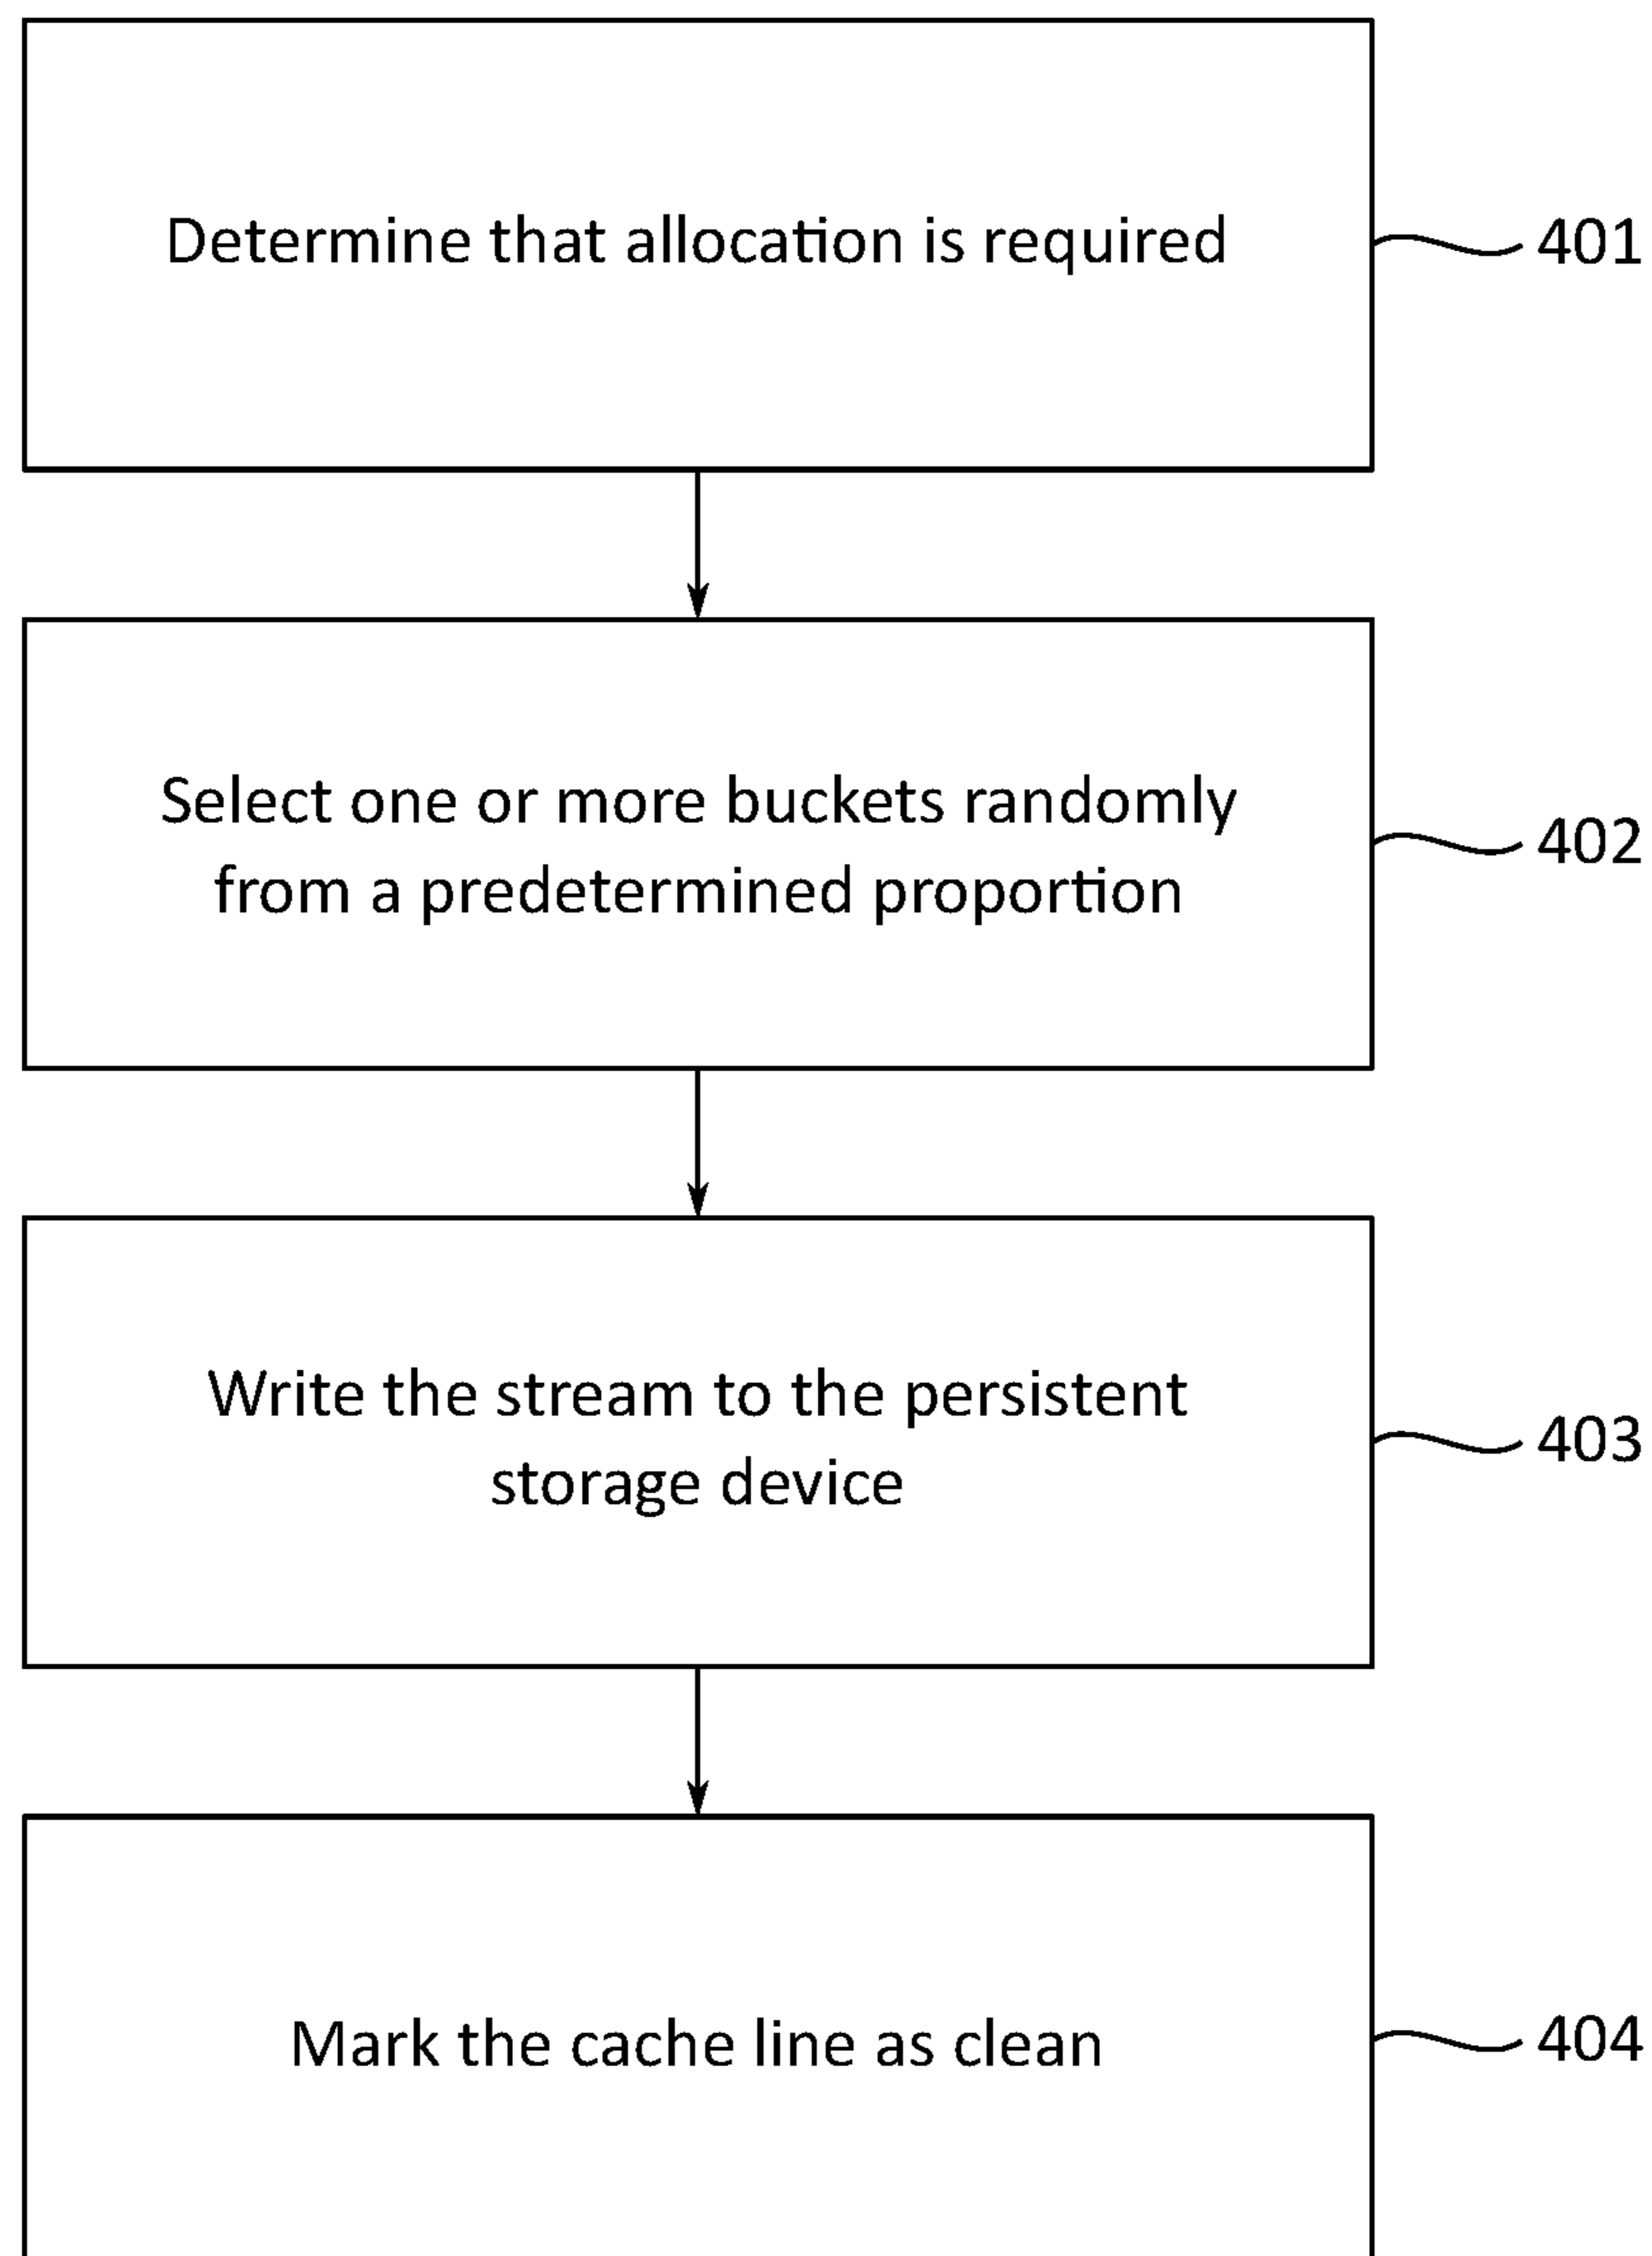 Determine that allocation is required
401
Select one or more buckets randomly
from a predetermined proportion
402
Write the stream to the persistent
storage device
403
Mark the cache line as clean
404